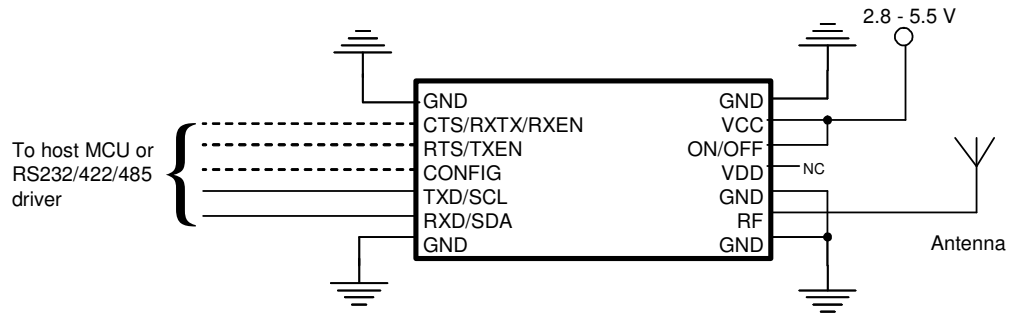 2.8 - 5.5 V
To host MCU or
RS232/422/485
driver
GND
CTS/RXTX/RXEN
RTS/TXEN
CONFIG
TXD/SCL
RXD/SDA
GND
GND
VCC
ON/OFF
VDD
GND
RF
GND
NC
Antenna